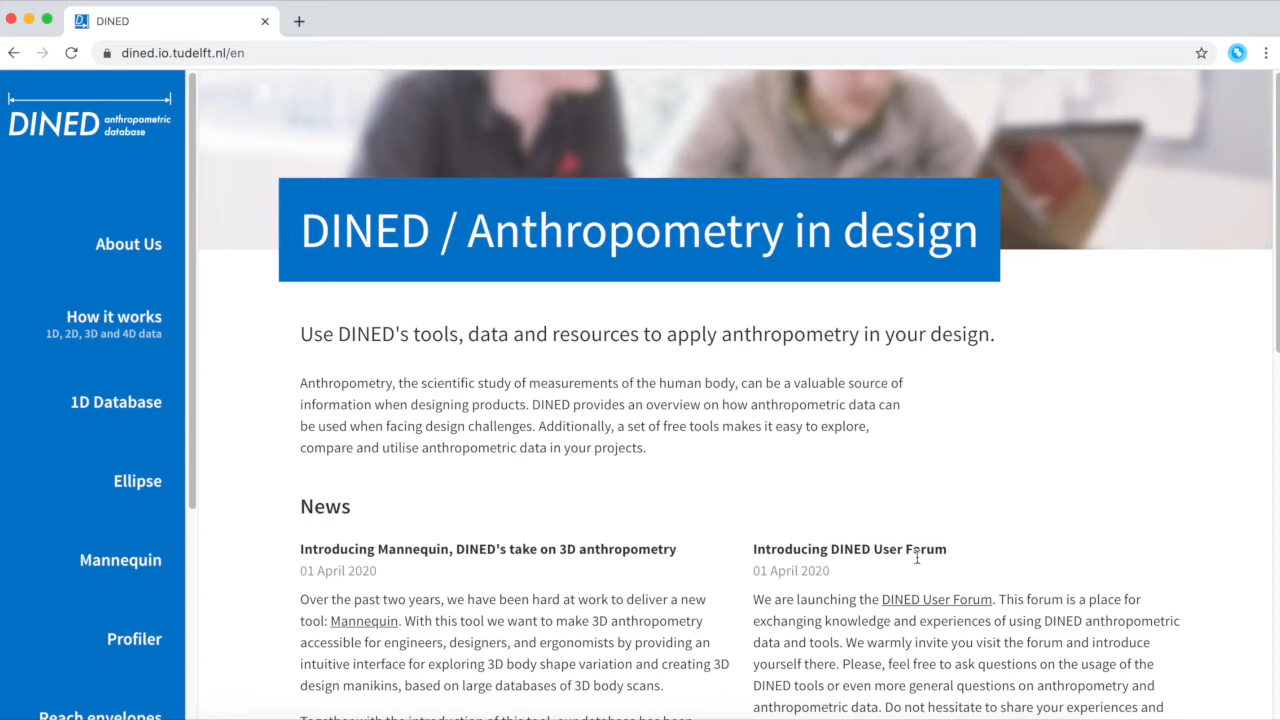 DINED
dined.io.tudelft.nl/en
DINED anthropometric
database
About Us
How it works
1D, 2D, 3D and 4D data
1D Database
Ellipse
Mannequin
Profiler
Reach envelopes
DINED / Anthropometry in design
Use DINED's tools, data and resources to apply anthropometry in your design.
Anthropometry, the scientific study of measurements of the human body, can be a valuable source of
information when designing products. DINED provides an overview on how anthropometric data can
be used when facing design challenges. Additionally, a set of free tools makes it easy to explore,
compare and utilise anthropometric data in your projects.
News
Introducing Mannequin, DINED's take on 3D anthropometry
01 April 2020
Over the past two years, we have been hard at work to deliver a new
tool: Mannequin. With this tool we want to make 3D anthropometry
accessible for engineers, designers, and ergonomists by providing an
intuitive interface for exploring 3D body shape variation and creating 3D
design manikins, based on large databases of 3D body scans.
Together with the introduction of this tool, our database has been
Introducing DINED User Forum
01 April 2020
We are launching the DINED User Forum. This forum is a place for
exchanging knowledge and experiences of using DINED anthropometric
data and tools. We warmly invite you visit the forum and introduce
yourself there. Please, feel free to ask questions on the usage of the
DINED tools or even more general questions on anthropometry and
anthropometric data. Do not hessitate to share your experiences and